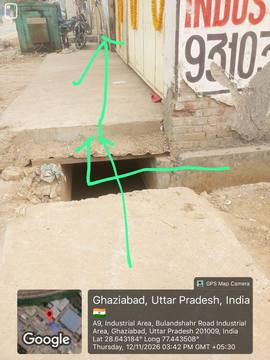 INDUS
93103
GPS Map Camera
Ghaziabad, Uttar Pradesh, India
A9, Industrial Area, Bulandshahr Road Industrial
Area, Ghaziabad, Uttar Pradesh 201009, India
Lat 28.643184° Long 77.443508°
Thursday, 12/11/2026 03:42 PM GMT +05:30
Google